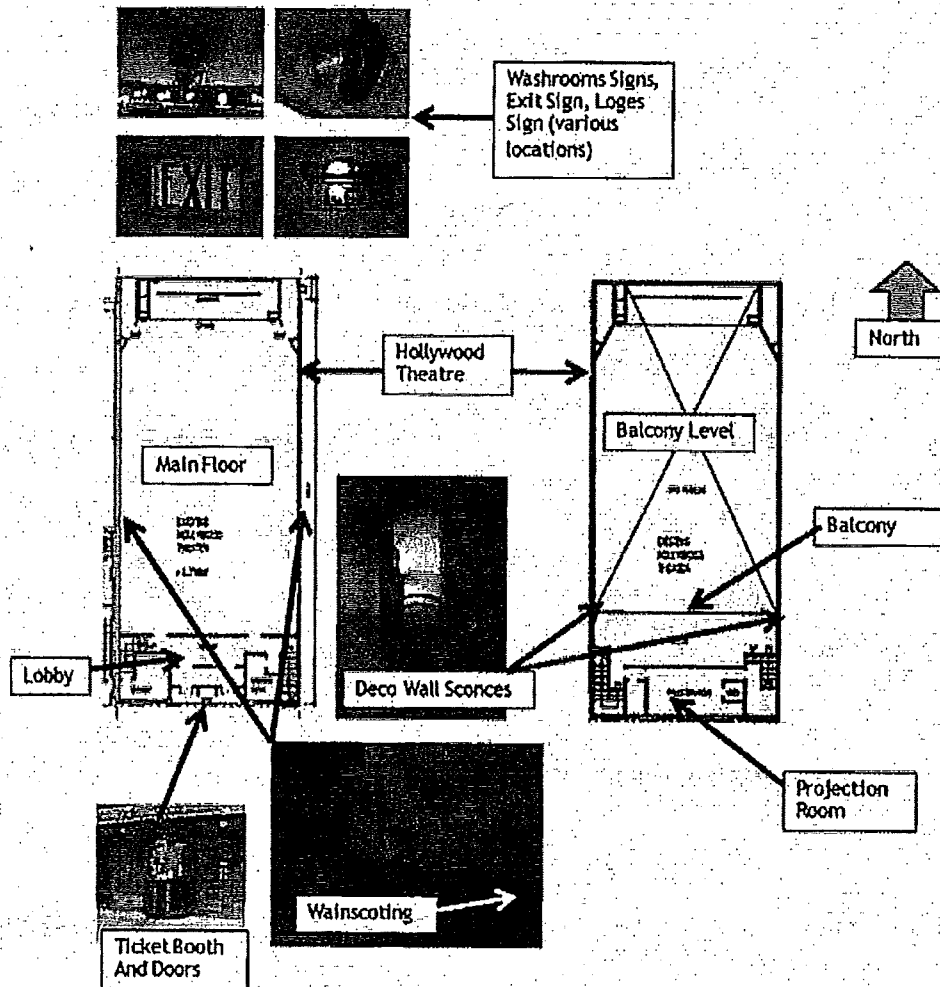 Washrooms Signs,
Exit Sign, Loges
Sign (various
locations)
EXIT
North
Hollywood
Theatre
Main Floor
Balcony Level
Balcony
Lobby
Deco Wall Sconces
Projection
Room
Wainscoting
Ticket Booth
And Doors